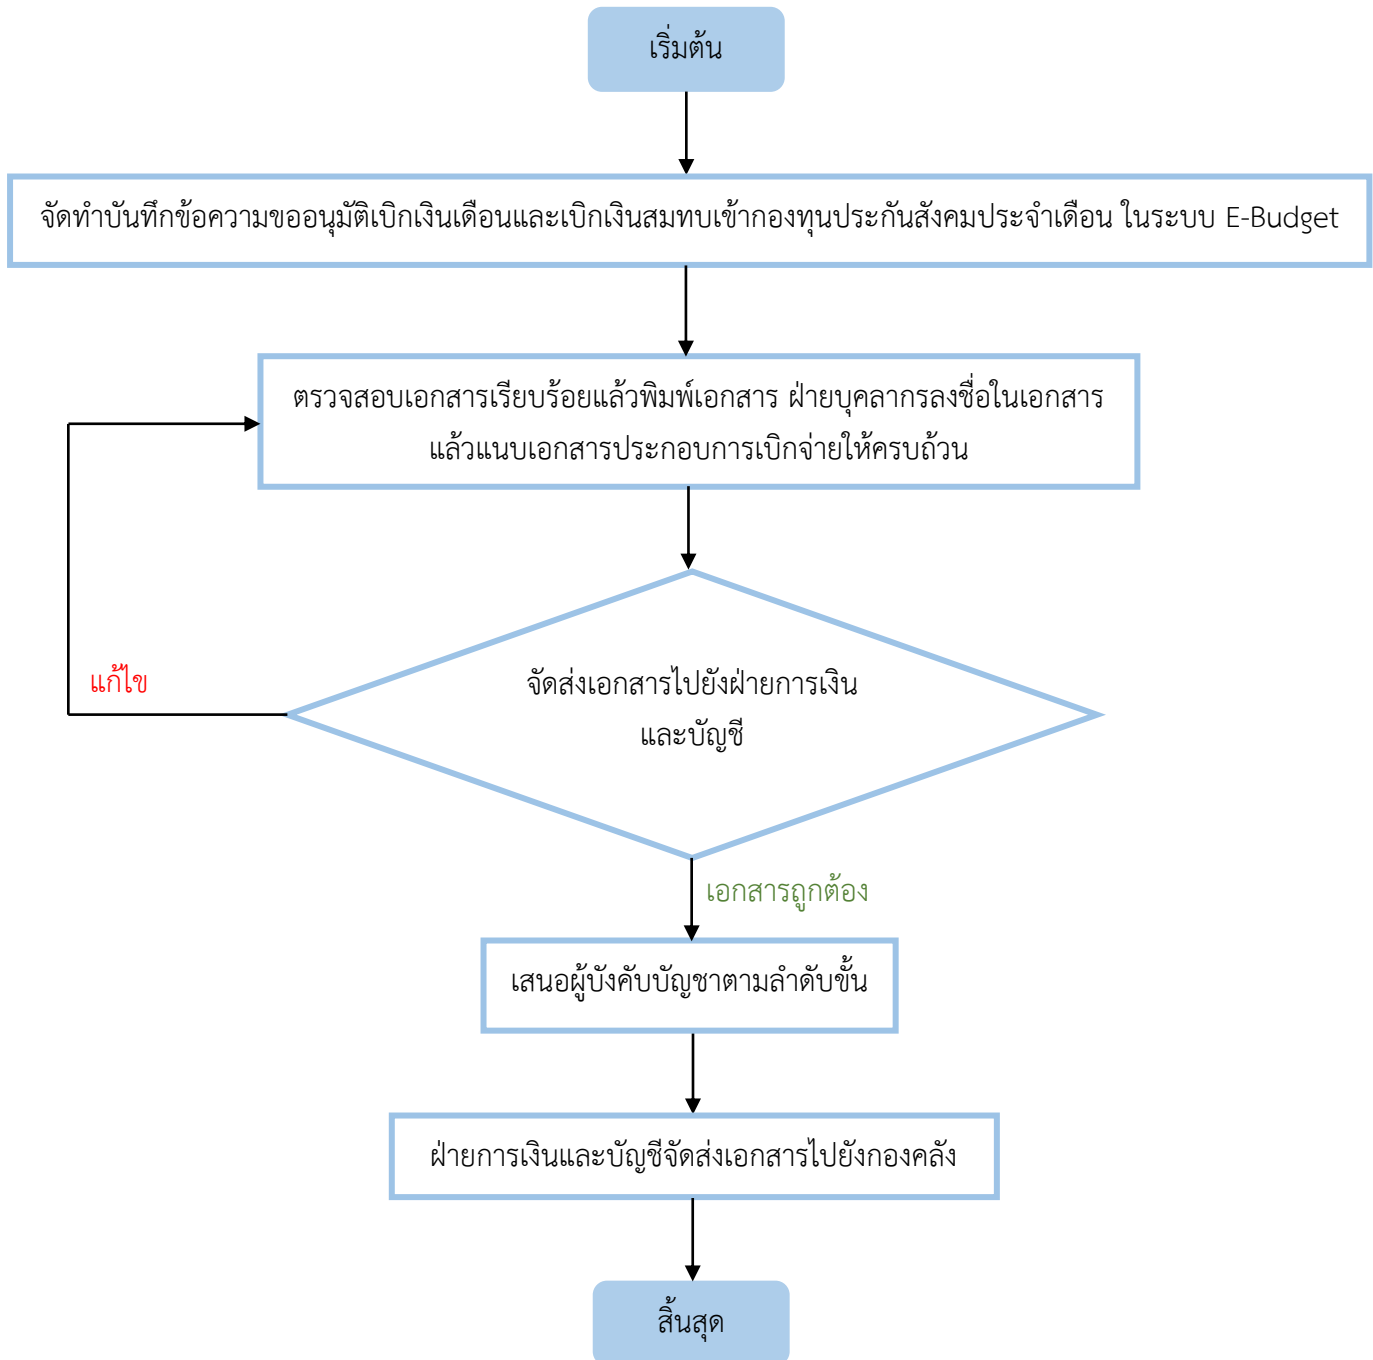 เริ่มต้น
จัดทำบันทึกข้อความขออนุมัติเบิกเงินเดือนและเบิกเงินสมทบเข้ากองทุนประกันสังคมประจำเดือน ในระบบ E-Budget
ตรวจสอบเอกสารเรียบร้อยแล้วพิมพ์เอกสาร ฝ่ายบุคลากรลงชื่อในเอกสาร
แล้วแนบเอกสารประกอบการเบิกจ่ายให้ครบถ้วน
แก้ไข
จัดส่งเอกสารไปยังฝ่ายการเงิน
และบัญชี
เอกสารถูกต้อง
เสนอผู้บังคับบัญชาตามลำดับขั้น
ฝ่ายการเงินและบัญชีจัดส่งเอกสารไปยังกองคลัง
สิ้นสุด